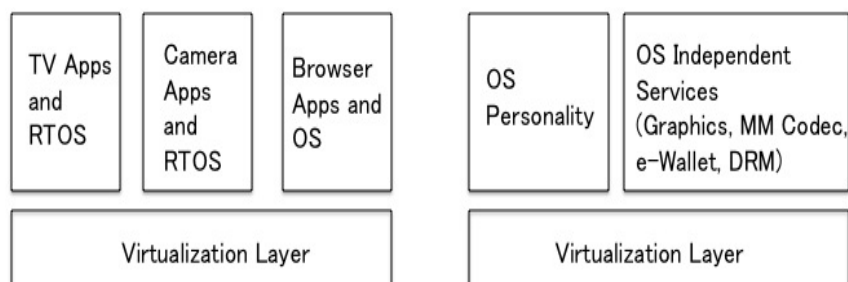 TV Apps
and
RTOS
Camera
Apps
and
RTOS
Browser
Apps and
OS
Virtualization Layer
OS
Personality
OS Independent
Services
(Graphics, MM Codec,
e-Wallet, DRM)
Virtualization Layer